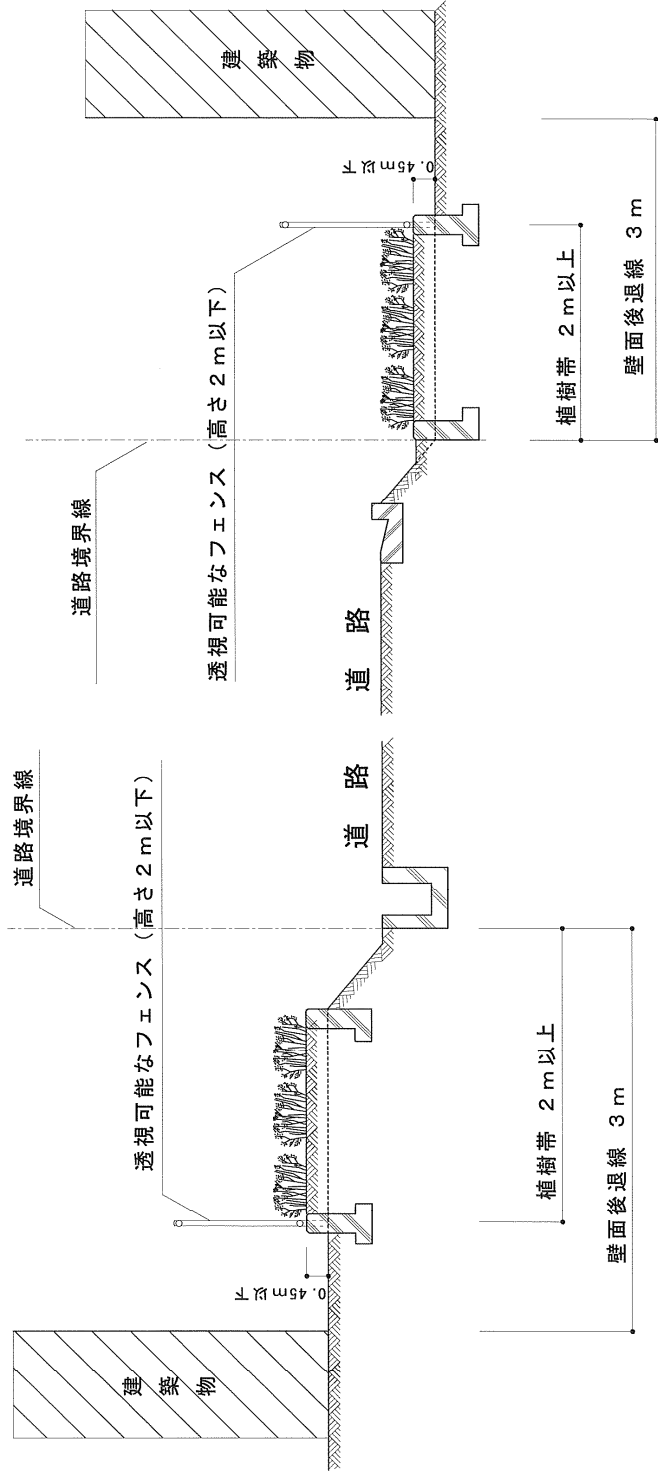 道路境界線
透視可能なフェンス（高さ２ｍ以下）
建築物
0.45m以下
道路
植樹帯 ２ｍ以上
壁面後退線 ３ｍ
道路境界線
透視可能なフェンス（高さ２ｍ以下）
建築物
0.45m以下
道路
植樹帯 ２ｍ以上
壁面後退線 ３ｍ